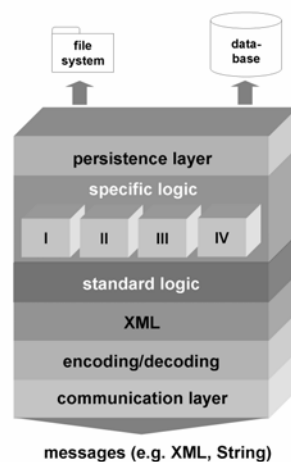 file
system
data-
base
persistence layer
specific logic
I
II
III
IV
standard logic
XML
encoding/decoding
communication layer
messages (e.g. XML, String)